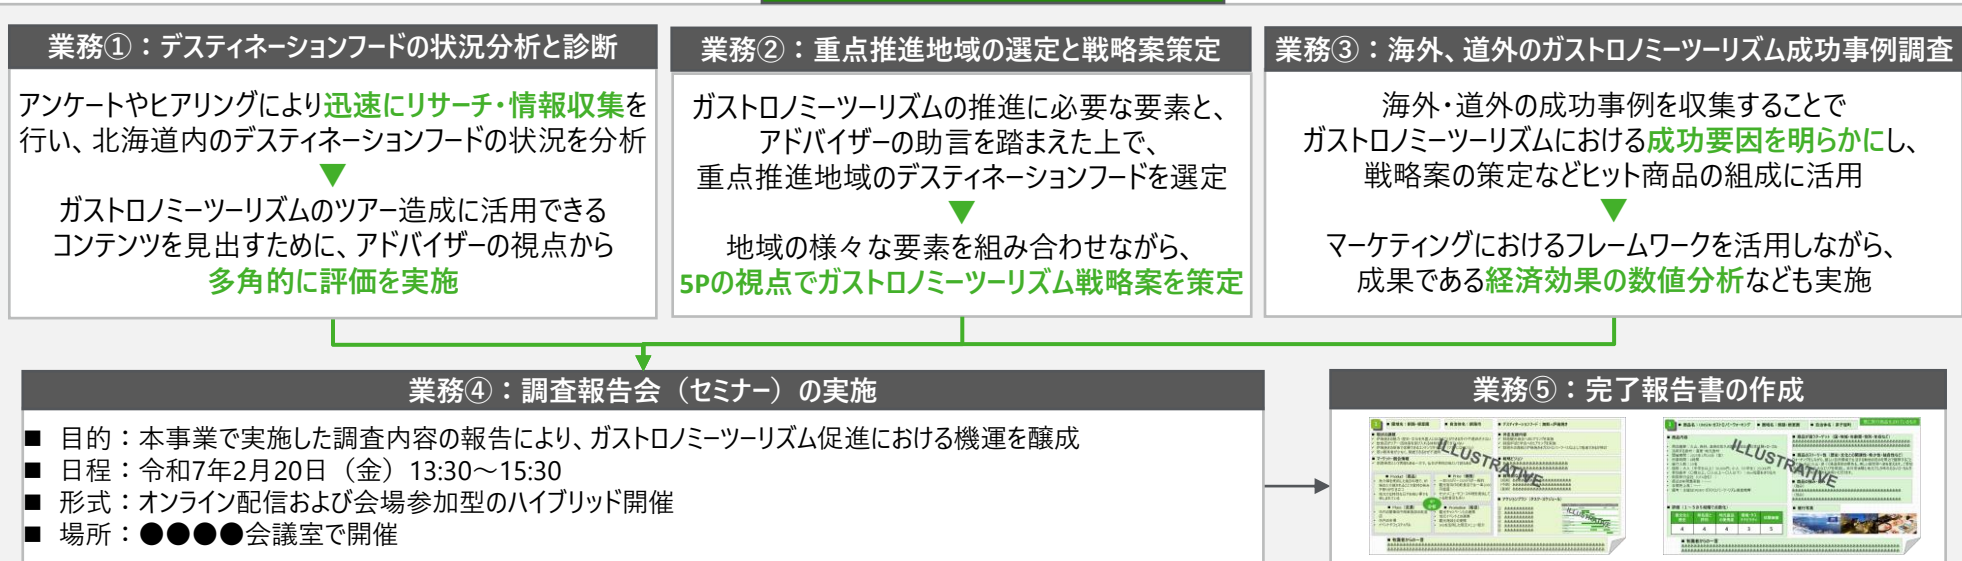 業務①：デスティネーションフードの状況分析と診断
アンケートやヒアリングにより迅速にリサーチ・情報収集を
行い、北海道内のデスティネーションフードの状況を分析
ガストロノミーツーリズムのツアー造成に活用できる
コンテンツを見出すために、アドバイザーの視点から
多角的に評価を実施
業務②：重点推進地域の選定と戦略案策定
ガストロノミーツーリズムの推進に必要な要素と、
アドバイザーの助言を踏まえた上で、
重点推進地域のデスティネーションフードを選定
地域の様々な要素を組み合わせながら、
5Pの視点でガストロノミーツーリズム戦略案を策定
業務③：海外、道外のガストロノミーツーリズム成功事例調査
海外・道外の成功事例を収集することで
ガストロノミーツーリズムにおける成功要因を明らかにし、
戦略案の策定などヒット商品の組成に活用
マーケティングにおけるフレームワークを活用しながら、
成果である経済効果の数値分析なども実施
業務④：調査報告会（セミナー）の実施
■ 目的：本事業で実施した調査内容の報告により、ガストロノミーツーリズム促進における機運を醸成
■ 日程：令和7年2月20日（金）13:30～15:30
■ 形式：オンライン配信および会場参加型のハイブリッド開催
■ 場所：●●●●会議室で開催
業務⑤：完了報告書の作成
ILLUSTRATIVE
ILLUSTRATIVE